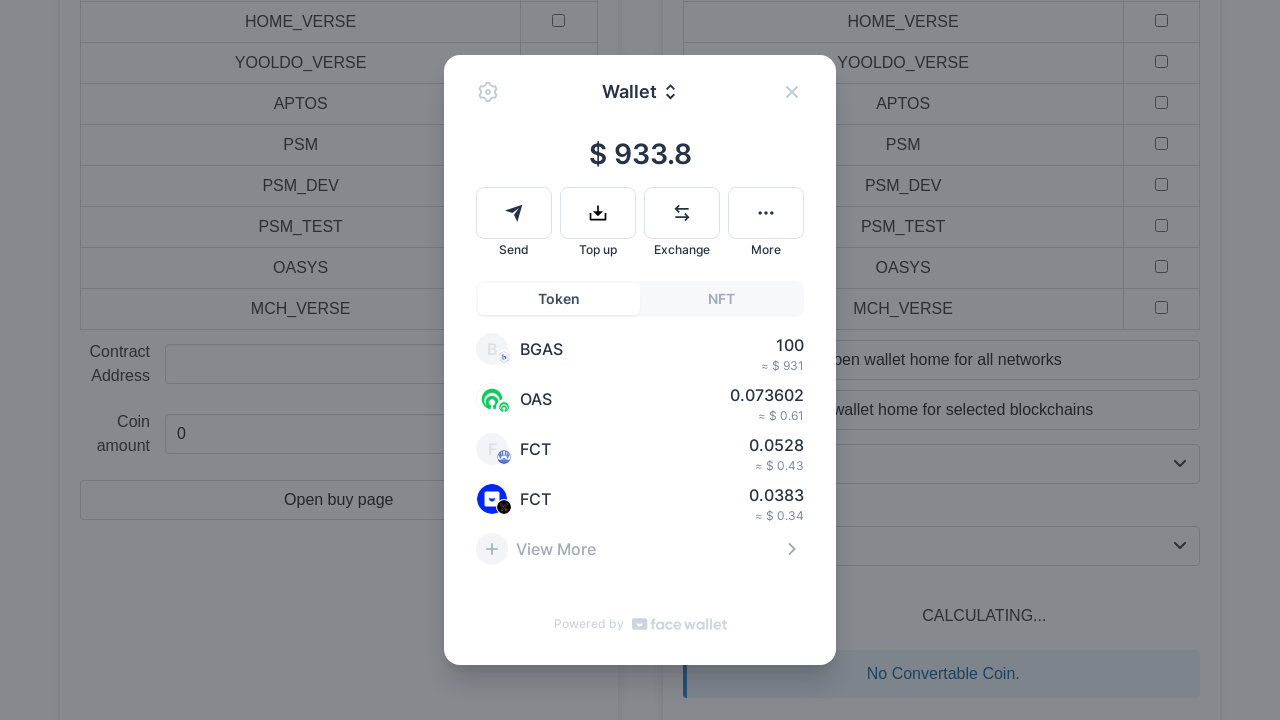 HOME_VERSE
YOOLDO_VERSE
APTOS
PSM
PSM_DEV
PSM_TEST
OASYS
MCH_VERSE
Contract
Address
Coin
amount
0
Open buy page
Wallet
$ 933.8
Send
Top up
Exchange
More
Token
NFT
B
BGAS
100
≈ $ 931
OAS
0.073602
≈ $ 0.61
F
FCT
0.0528
≈ $ 0.43
FCT
0.0383
≈ $ 0.34
View More
Powered by face wallet
HOME_VERSE
YOOLDO_VERSE
APTOS
PSM
PSM_DEV
PSM_TEST
OASYS
MCH_VERSE
wallet home for all networks
wallet home for selected blockchains
CALCULATING...
No Convertable Coin.